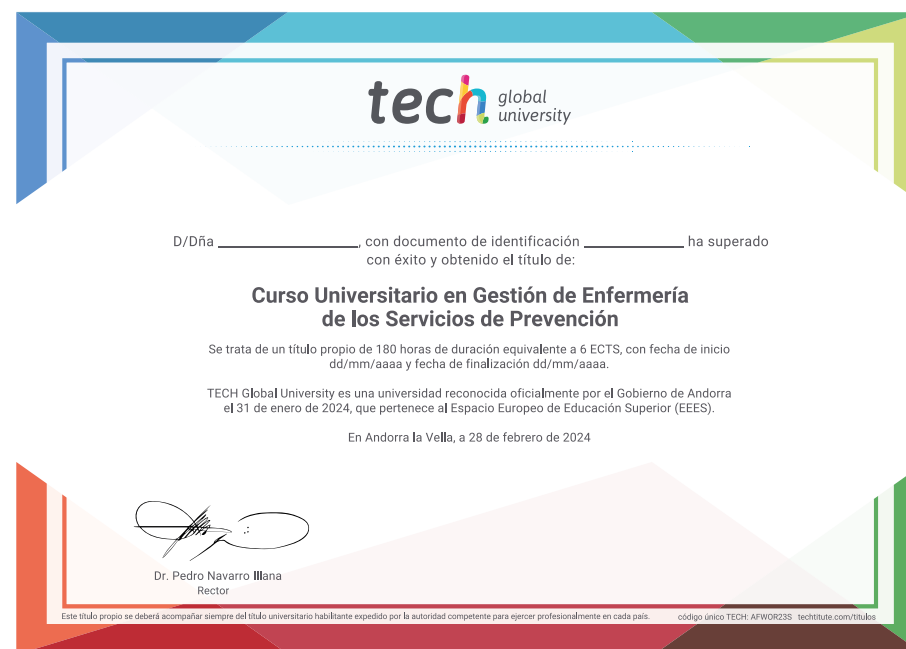 tech global university
D/Dña ________________, con documento de identificación ____________ ha superado
con éxito y obtenido el título de:
Curso Universitario en Gestión de Enfermería
de los Servicios de Prevención
Se trata de un título propio de 180 horas de duración equivalente a 6 ECTS, con fecha de inicio
dd/mm/aaaa y fecha de finalización dd/mm/aaaa.
TECH Global University es una universidad reconocida oficialmente por el Gobierno de Andorra
el 31 de enero de 2024, que pertenece al Espacio Europeo de Educación Superior (EEES).
En Andorra la Vella, a 28 de febrero de 2024
Dr. Pedro Navarro Illana
Rector
Este título propio se deberá acompañar siempre del título universitario habilitante expedido por la autoridad competente para ejercer profesionalmente en cada país. código único TECH: AFWOR23S techtitute.com/titulos